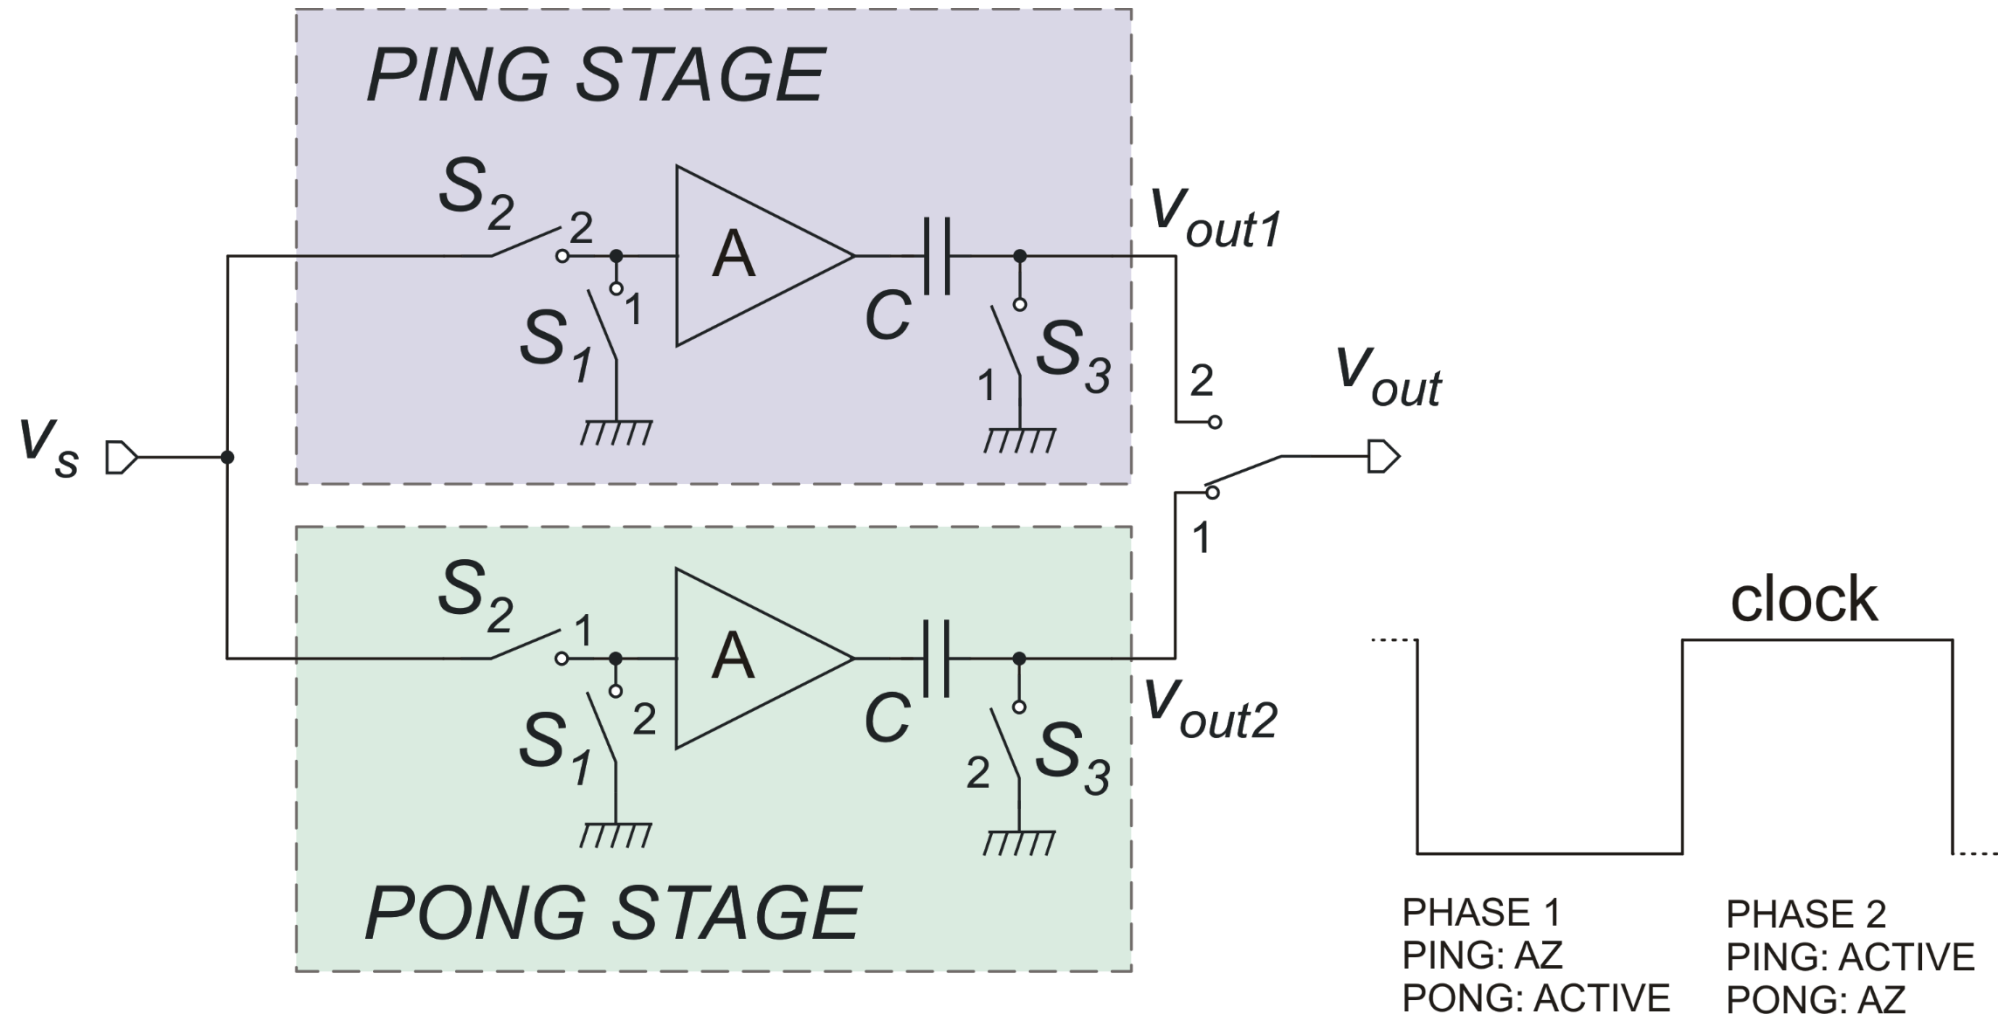 PING STAGE
S2
2
S1
1
A
C
1
S3
vout1
2
vout
vs
1
PONG STAGE
S2
1
S1
2
A
C
2
S3
vout2
clock
PHASE 1
PING: AZ
PONG: ACTIVE
PHASE 2
PING: ACTIVE
PONG: AZ